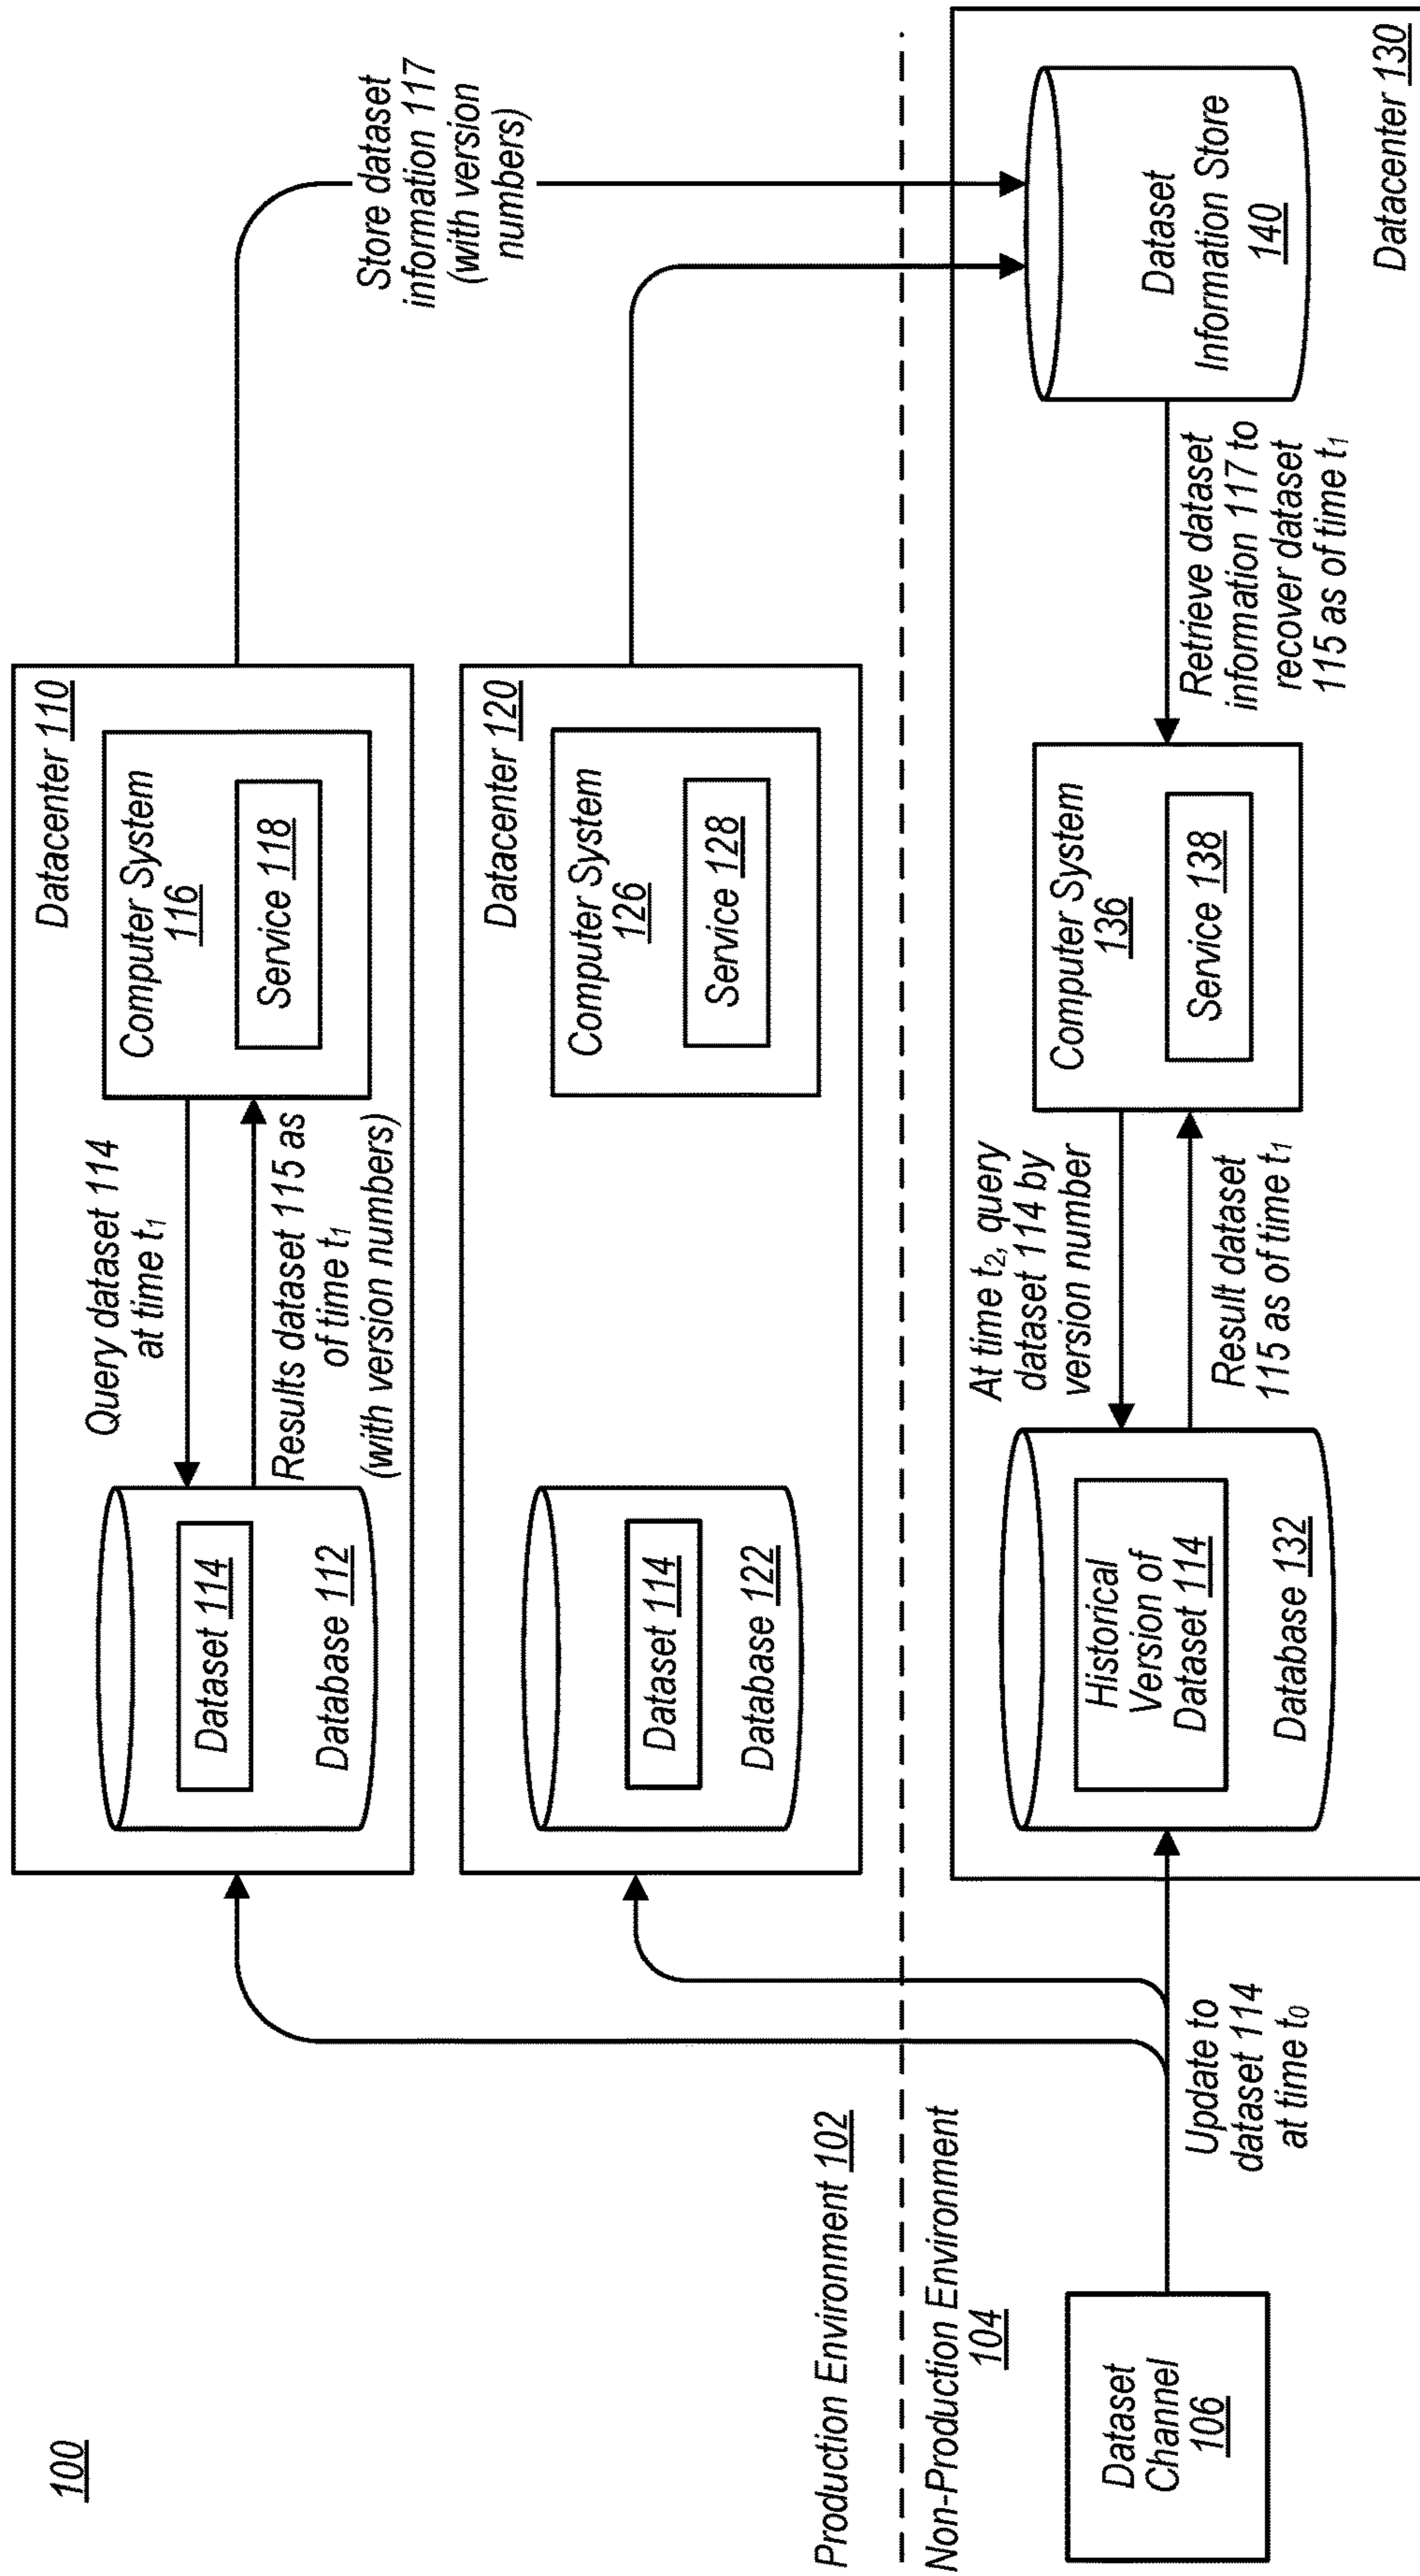 100
Datacenter 110
Dataset 114
Database 112
Query dataset 114
at time t₁
Results dataset 115 as
of time t₁
(with version numbers)
Computer System
116
Service 118
Store dataset
information 117
(with version
numbers)
Datacenter 120
Dataset 114
Database 122
Computer System
126
Service 128
Production Environment 102
Non-Production Environment
104
Dataset
Channel
106
Update to
dataset 114
at time t₀
Historical
Version of
Dataset 114
Database 132
At time t₂, query
dataset 114 by
version number
Result dataset
115 as of time t₁
Computer System
136
Service 138
Retrieve dataset
information 117 to
recover dataset
115 as of time t₁
Dataset
Information Store
140
Datacenter 130